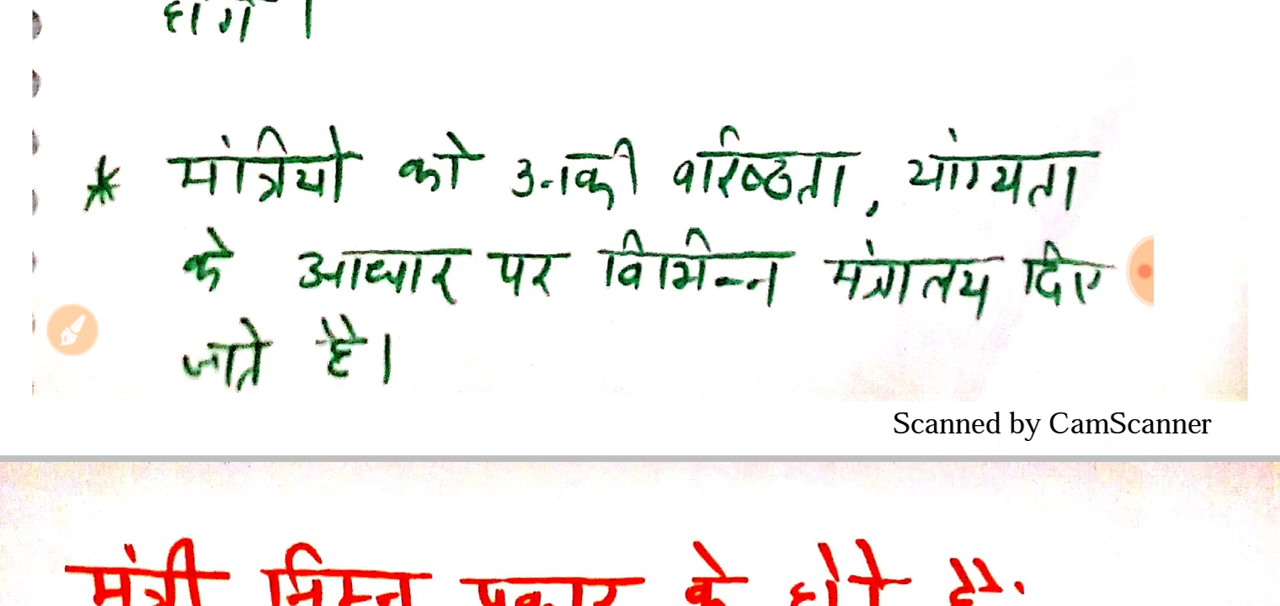 होंगे ।
* मंत्रियो को उनकी वरिष्ठता, योग्यता
के आधार पर विभिन्न मंत्रालय दिए
जाते है।
Scanned by CamScanner
मंत्री निम्न प्रकार के होते है: